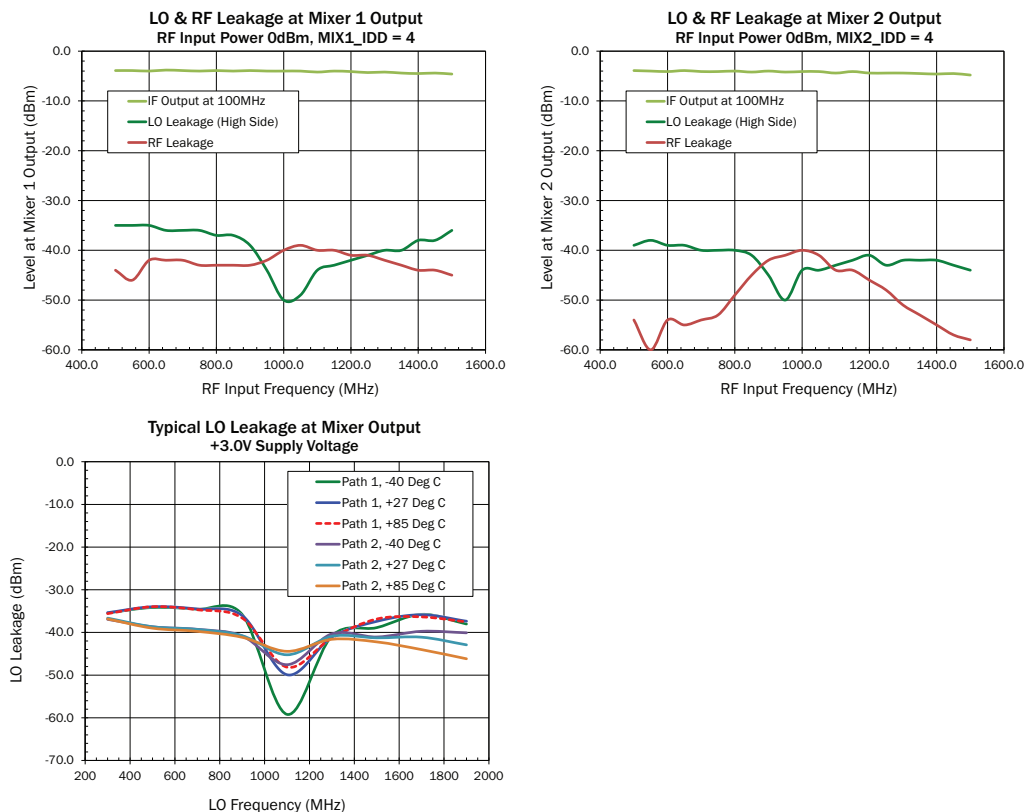 LO & RF Leakage at Mixer 1 Output
RF Input Power 0dBm, MIX1_IDD = 4
Level at Mixer 1 Output (dBm)
0.0
-10.0
-20.0
-30.0
-40.0
-50.0
-60.0
IF Output at 100MHz
LO Leakage (High Side)
RF Leakage
400.0 600.0 800.0 1000.0 1200.0 1400.0 1600.0
RF Input Frequency (MHz)
LO & RF Leakage at Mixer 2 Output
RF Input Power 0dBm, MIX2_IDD = 4
Level at Mixer 2 Output (dBm)
0.0
-10.0
-20.0
-30.0
-40.0
-50.0
-60.0
IF Output at 100MHz
LO Leakage (High Side)
RF Leakage
400.0 600.0 800.0 1000.0 1200.0 1400.0 1600.0
RF Input Frequency (MHz)
Typical LO Leakage at Mixer Output
+3.0V Supply Voltage
LO Leakage (dBm)
0.0
-10.0
-20.0
-30.0
-40.0
-50.0
-60.0
-70.0
Path 1, -40 Deg C
Path 1, +27 Deg C
Path 1, +85 Deg C
Path 2, -40 Deg C
Path 2, +27 Deg C
Path 2, +85 Deg C
200 400 600 800 1000 1200 1400 1600 1800 2000
LO Frequency (MHz)